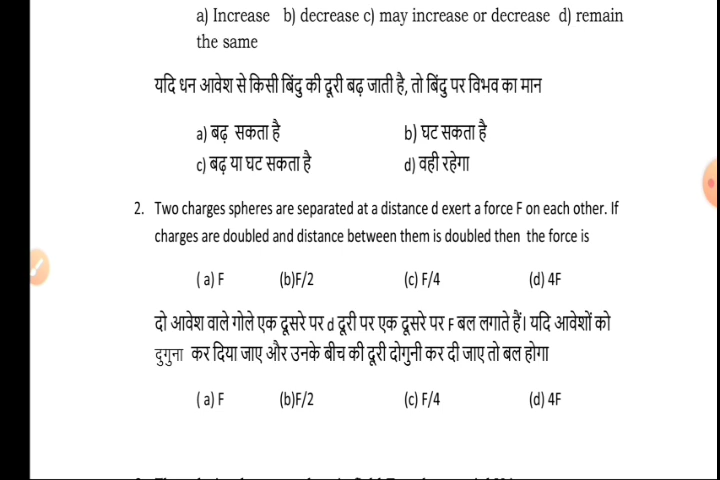 a) Increase b) decrease c) may increase or decrease d) remain
the same
यदि धन आवेश से किसी बिंदु की दूरी बढ़ जाती है, तो बिंदु पर विभव का मान
a) बढ़ सकता है b) घट सकता है
c) बढ़ या घट सकता है d) वही रहेगा
2. Two charges spheres are separated at a distance d exert a force F on each other. If
charges are doubled and distance between them is doubled then the force is
( a) F (b)F/2 (c) F/4 (d) 4F
दो आवेश वाले गोले एक दूसरे पर d दूरी पर एक दूसरे पर F बल लगाते हैं। यदि आवेशों को
दुगुना कर दिया जाए और उनके बीच की दूरी दोगुनी कर दी जाए तो बल होगा
( a) F (b)F/2 (c) F/4 (d) 4F